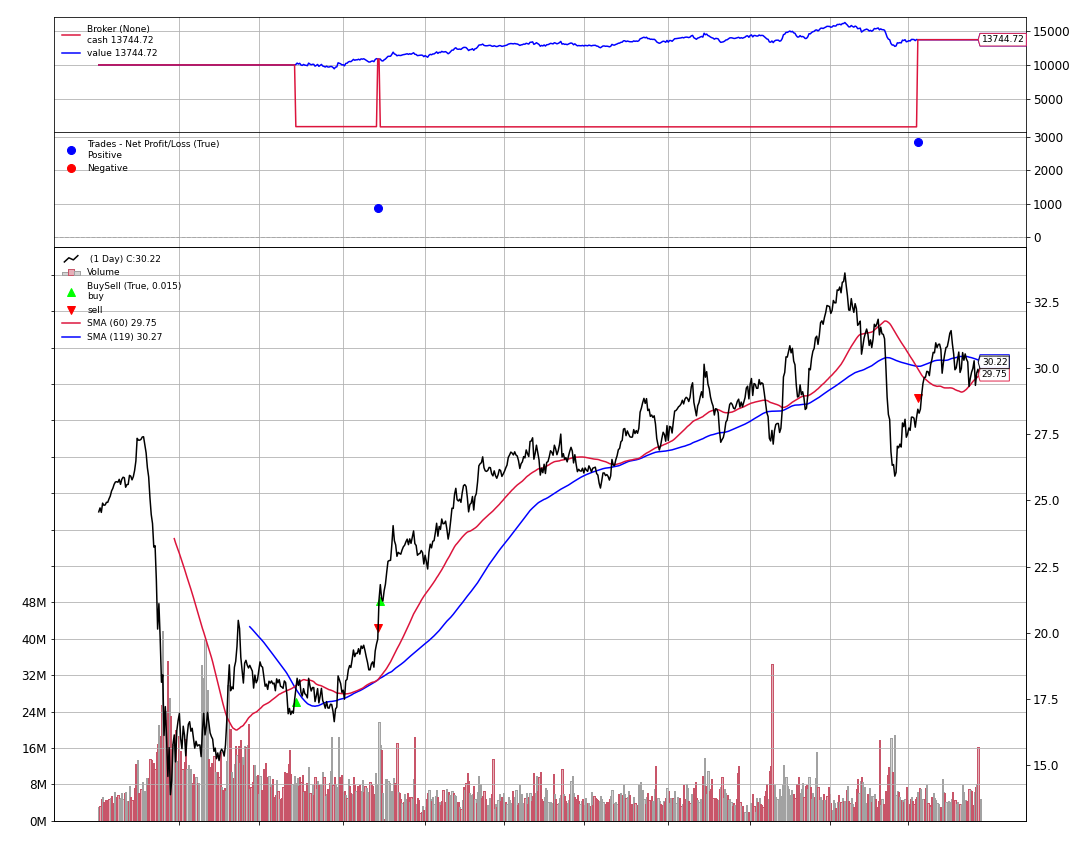 Broker (None)
cash 13744.72
value 13744.72
15000
13744.72
10000
5000
Trades - Net Profit/Loss (True)
Positive
Negative
3000
2000
1000
0
(1 Day) C:30.22
Volume
BuySell (True, 0.015)
buy
sell
SMA (60) 29.75
SMA (119) 30.27
32.5
30.22
30.0
29.75
27.5
25.0
22.5
20.0
17.5
15.0
48M
40M
32M
24M
16M
8M
0M